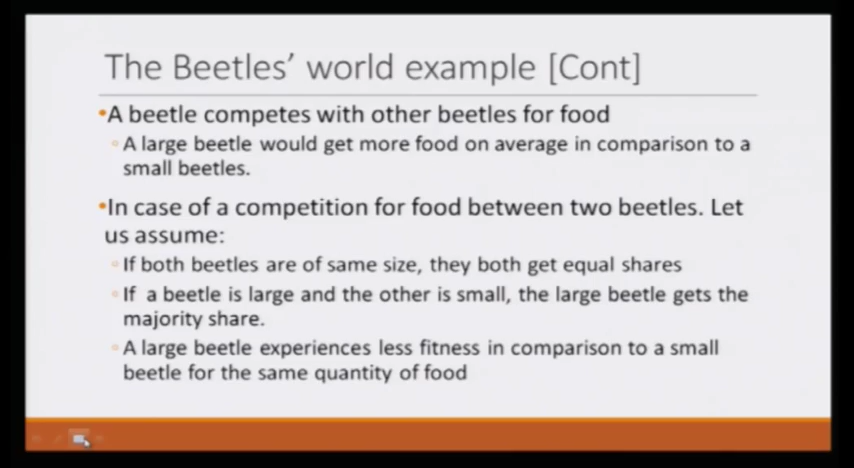 The Beetles' world example [Cont]
•A beetle competes with other beetles for food
◦A large beetle would get more food on average in comparison to a
small beetles.
•In case of a competition for food between two beetles. Let
us assume:
◦If both beetles are of same size, they both get equal shares
◦If a beetle is large and the other is small, the large beetle gets the
majority share.
◦A large beetle experiences less fitness in comparison to a small
beetle for the same quantity of food